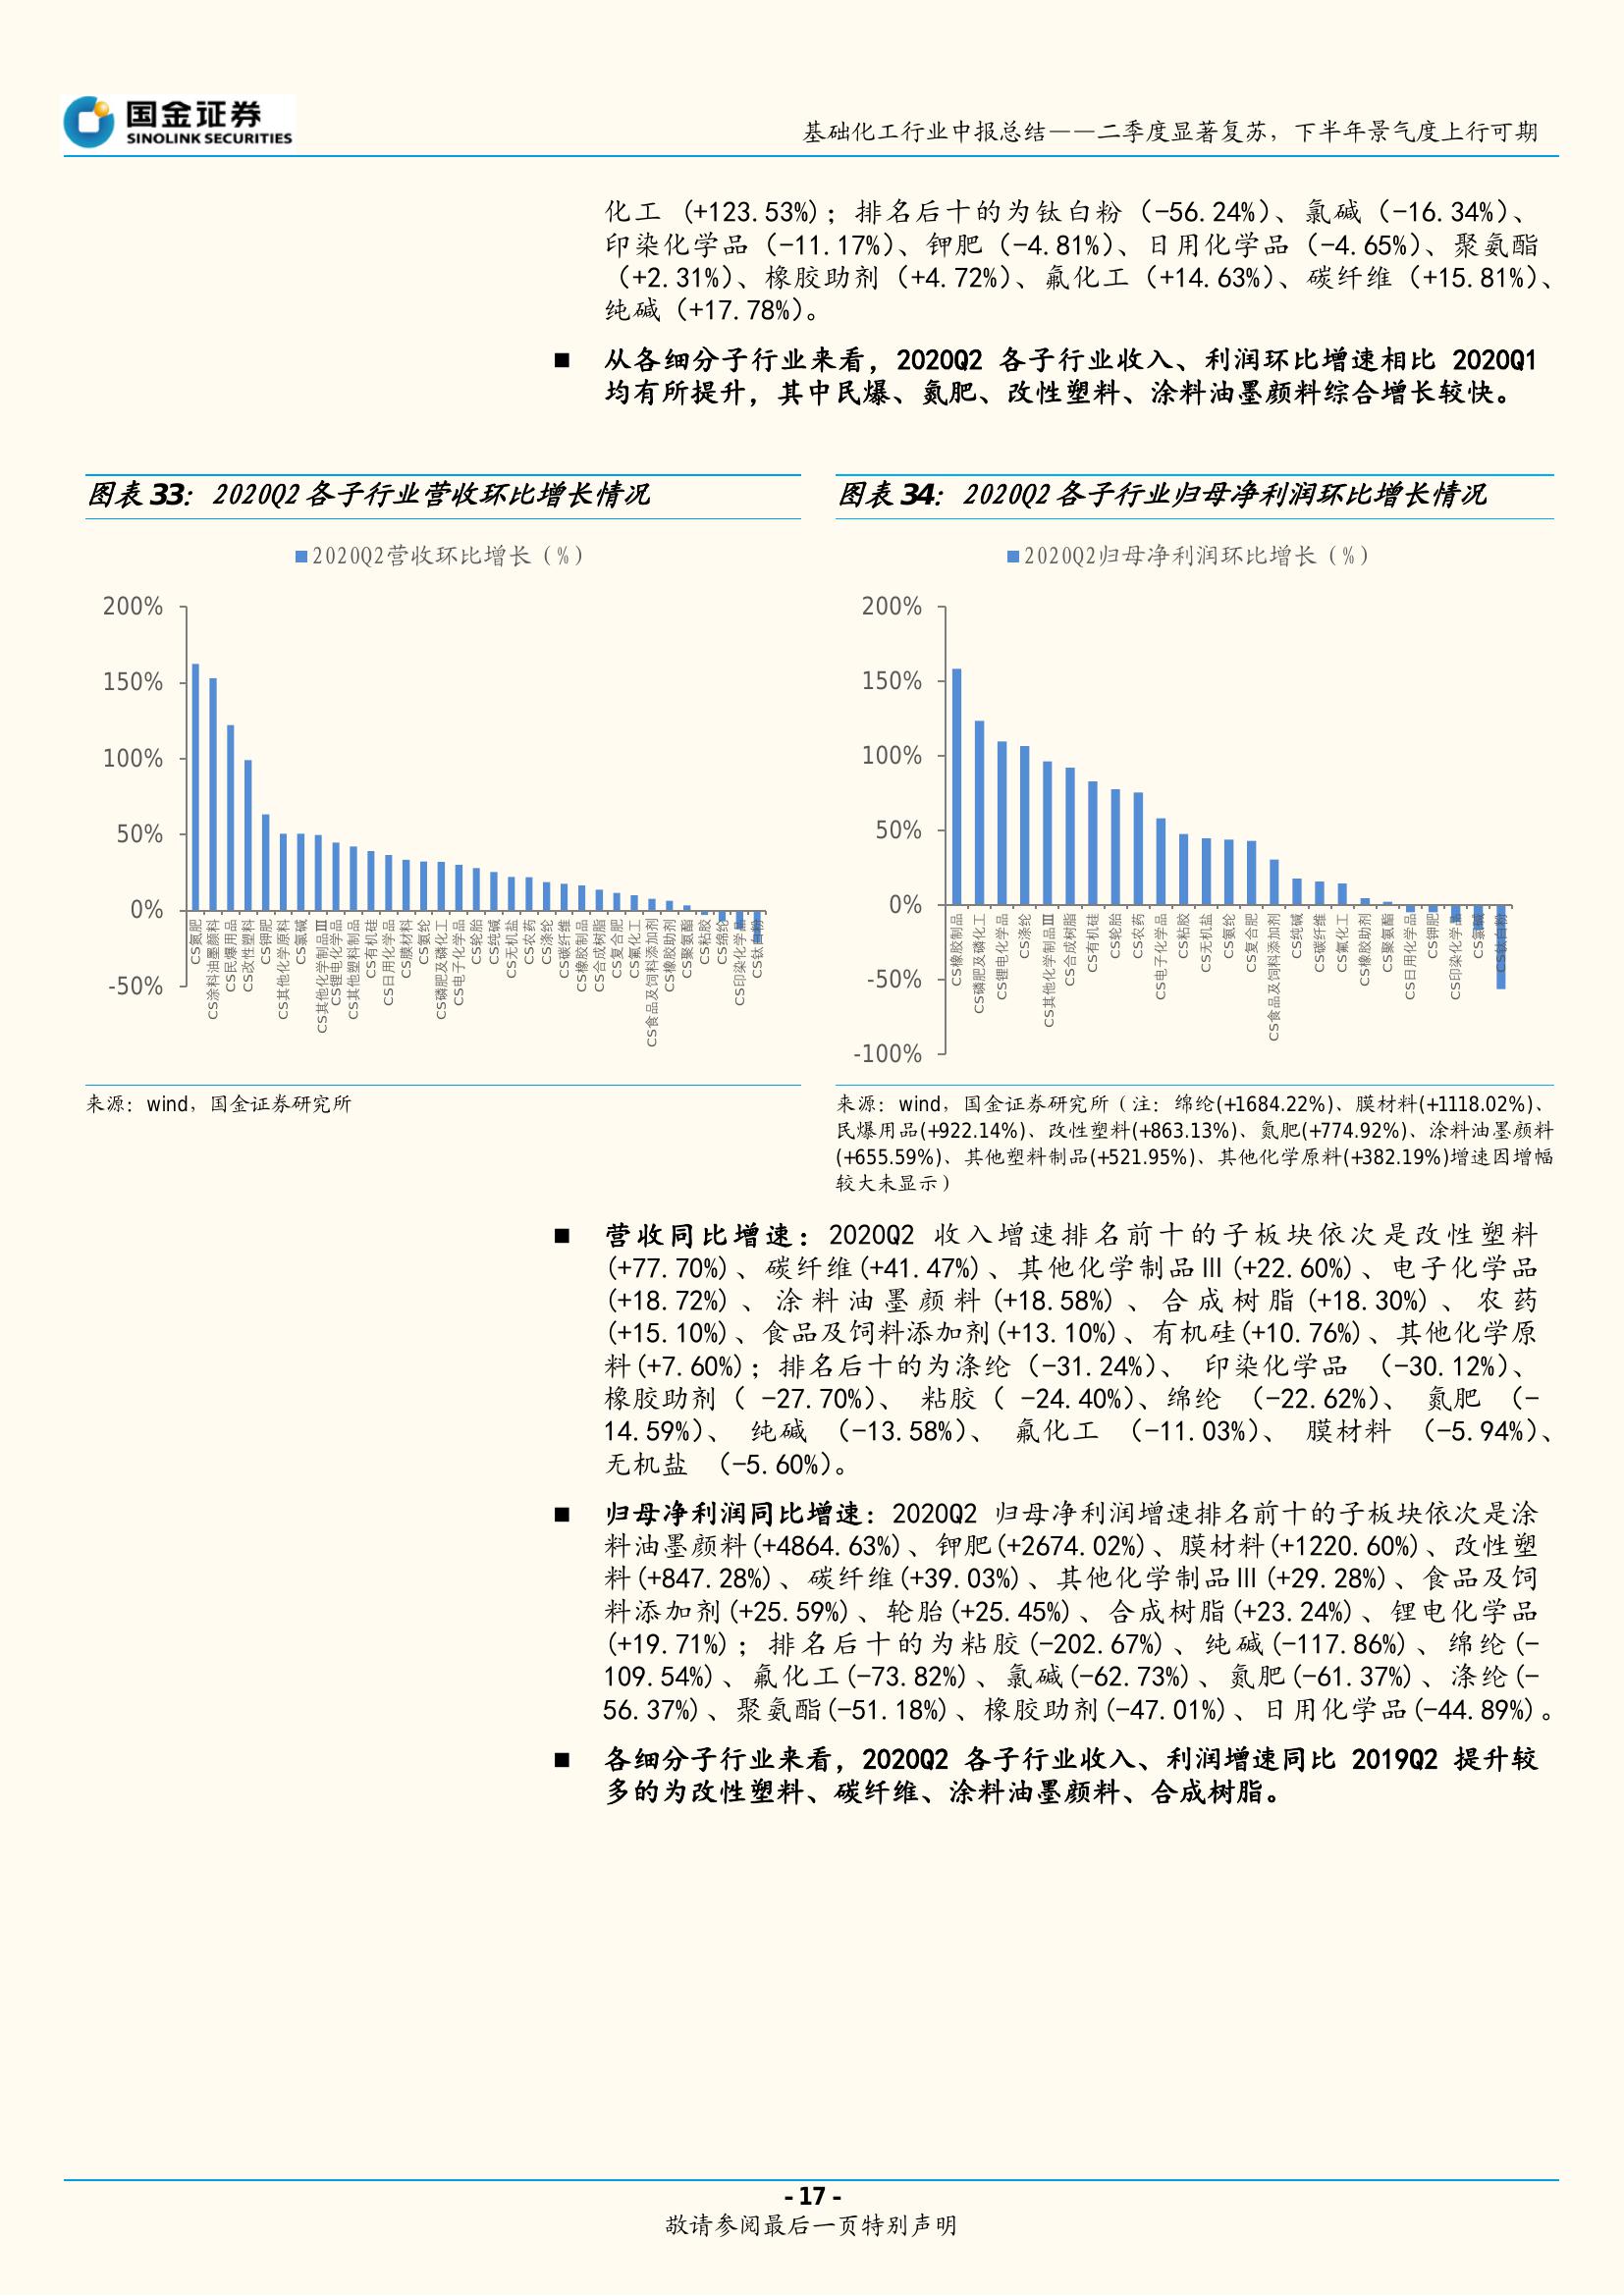 国金证券
SINOLINK SECURITIES
基础化工行业中报总结——二季度显著复苏，下半年景气度上行可期
化工 (+123.53%)；排名后十的为钛白粉（-56.24%）、氯碱（-16.34%）、
印染化学品（-11.17%）、钾肥（-4.81%）、日用化学品（-4.65%）、聚氨酯
（+2.31%）、橡胶助剂（+4.72%）、氟化工（+14.63%）、碳纤维（+15.81%）、
纯碱（+17.78%）。
■ 从各细分子行业来看，2020Q2 各子行业收入、利润环比增速相比 2020Q1
均有所提升，其中民爆、氮肥、改性塑料、涂料油墨颜料综合增长较快。
图表 33：2020Q2 各子行业营收环比增长情况
2020Q2营收环比增长（%）
200%
150%
100%
50%
0%
-50%
CS氮肥
CS涂料油墨颜料
CS民爆用品
CS改性塑料
CS钾肥
CS其他化学原料
CS氯碱
CS其他化学制品Ⅲ
CS锂电化学品
CS其他塑料制品
CS有机硅
CS日用化学品
CS膜材料
CS氨纶
CS磷肥及磷化工
CS电子化学品
CS轮胎
CS纯碱
CS无机盐
CS农药
CS涤纶
CS碳纤维
CS橡胶制品
CS合成树脂
CS复合肥
CS氟化工
CS食品及饲料添加剂
CS橡胶助剂
CS聚氨酯
CS粘胶
CS绵纶
CS印染化学品
CS钛白粉
来源：wind，国金证券研究所
图表 34：2020Q2 各子行业归母净利润环比增长情况
2020Q2归母净利润环比增长（%）
200%
150%
100%
50%
0%
-50%
-100%
CS橡胶制品
CS磷肥及磷化工
CS锂电化学品
CS涤纶
CS其他化学制品Ⅲ
CS合成树脂
CS有机硅
CS轮胎
CS农药
CS电子化学品
CS粘胶
CS无机盐
CS氨纶
CS复合肥
CS食品及饲料添加剂
CS纯碱
CS碳纤维
CS氟化工
CS橡胶助剂
CS聚氨酯
CS日用化学品
CS钾肥
CS印染化学品
CS氯碱
CS钛白粉
来源：wind，国金证券研究所（注：绵纶(+1684.22%)、膜材料(+1118.02%)、
民爆用品(+922.14%)、改性塑料(+863.13%)、氮肥(+774.92%)、涂料油墨颜料
(+655.59%)、其他塑料制品(+521.95%)、其他化学原料(+382.19%)增速因增幅
较大未显示）
■ 营收同比增速：2020Q2 收入增速排名前十的子板块依次是改性塑料
(+77.70%)、碳纤维(+41.47%)、其他化学制品Ⅲ(+22.60%)、电子化学品
(+18.72%)、涂料油墨颜料(+18.58%)、合成树脂(+18.30%)、农药
(+15.10%)、食品及饲料添加剂(+13.10%)、有机硅(+10.76%)、其他化学原
料(+7.60%)；排名后十的为涤纶（-31.24%）、 印染化学品 （-30.12%）、
橡胶助剂（ -27.70%）、 粘胶（ -24.40%）、绵纶 （-22.62%）、 氮肥 （-
14.59%）、 纯碱 （-13.58%）、 氟化工 （-11.03%）、 膜材料 （-5.94%）、
无机盐 （-5.60%）。
■ 归母净利润同比增速：2020Q2 归母净利润增速排名前十的子板块依次是涂
料油墨颜料(+4864.63%)、钾肥(+2674.02%)、膜材料(+1220.60%)、改性塑
料(+847.28%)、碳纤维(+39.03%)、其他化学制品Ⅲ(+29.28%)、食品及饲
料添加剂(+25.59%)、轮胎(+25.45%)、合成树脂(+23.24%)、锂电化学品
(+19.71%)；排名后十的为粘胶(-202.67%)、纯碱(-117.86%)、绵纶(-
109.54%)、氟化工(-73.82%)、氯碱(-62.73%)、氮肥(-61.37%)、涤纶(-
56.37%)、聚氨酯(-51.18%)、橡胶助剂(-47.01%)、日用化学品(-44.89%)。
■ 各细分子行业来看，2020Q2 各子行业收入、利润增速同比 2019Q2 提升较
多的为改性塑料、碳纤维、涂料油墨颜料、合成树脂。
- 17 -
敬请参阅最后一页特别声明